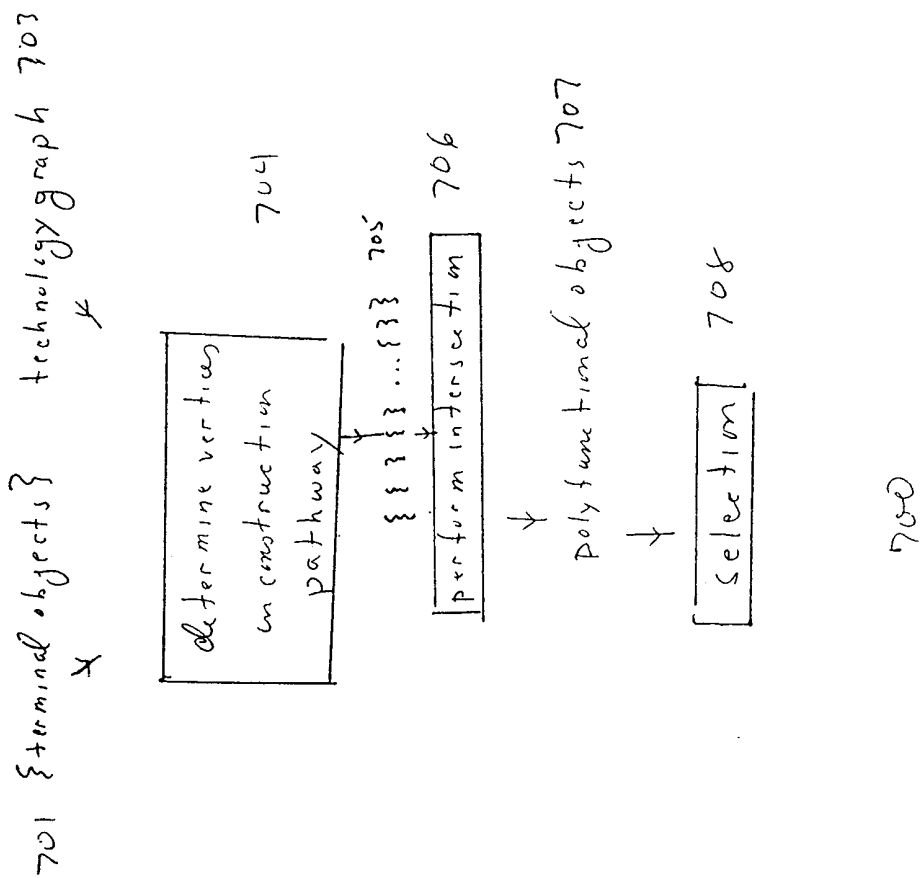 701 {terminal objects} technology graph 703
determine vertices
in construction
pathway
704
{ { } { } ... { } } 705
perform intersection 706
polyfunctional objects 707
selection 708
700